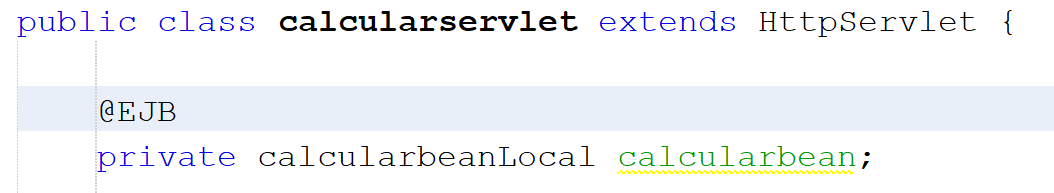 public class calcularservlet extends HttpServlet {
@EJB
private calcularbeanLocal calcularbean;